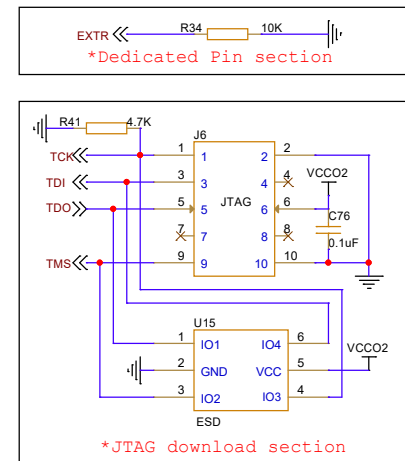 EXTR R34 10K
*Dedicated Pin section
R41 4.7K
J6
TCK 1 1 2 2
TDI 3 3 4 4 VCCO2
TDO 5 5 JTAG 6 6
7 7 8 8 C76
0.1uF
TMS 9 9 10 10
U15
1 IO1 IO4 6
2 GND VCC 5 VCCO2
3 IO2 IO3 4
ESD
*JTAG download section